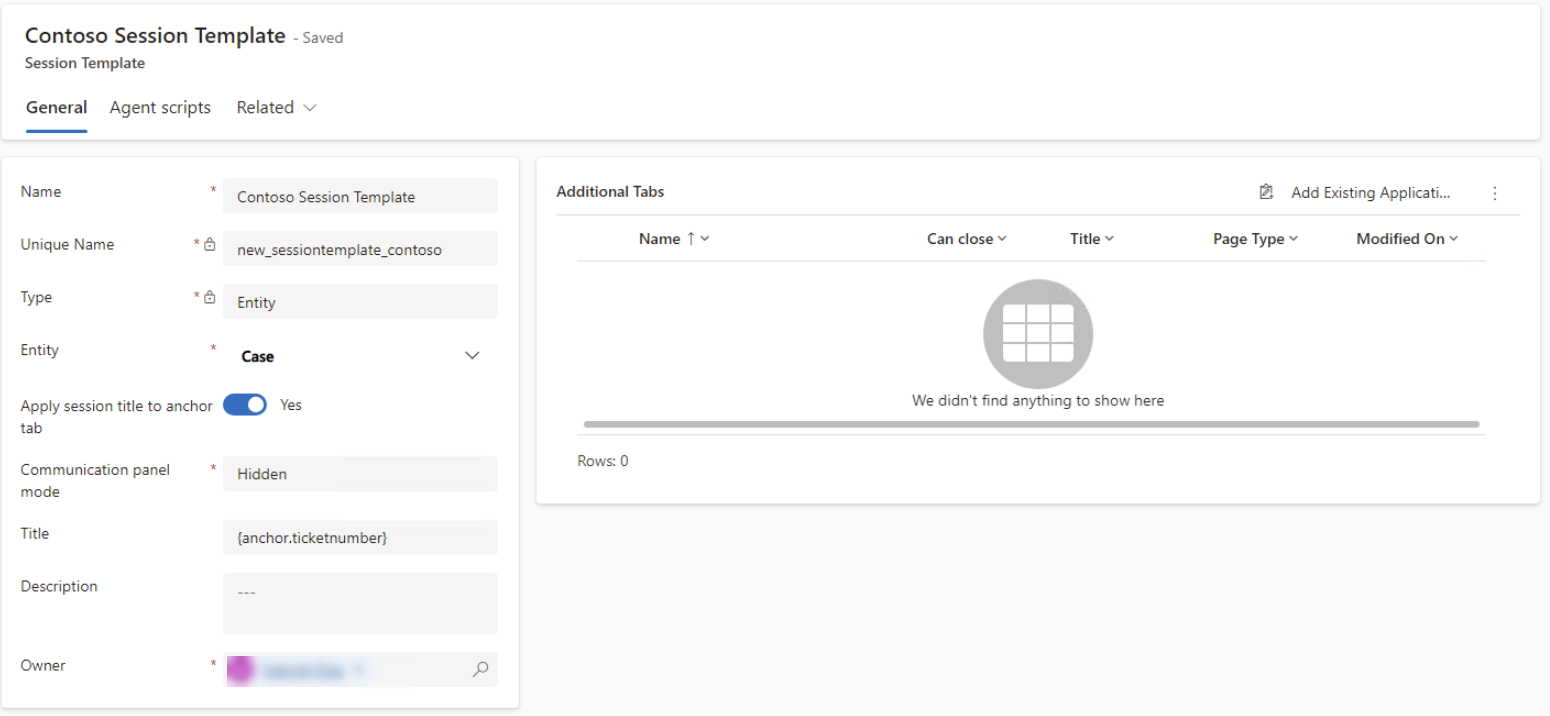 Contoso Session Template - Saved
Session Template
General Agent scripts Related
Name * Contoso Session Template
Unique Name * new_sessiontemplate_contoso
Type * Entity
Entity * Case
Apply session title to anchor
tab
Yes
Communication panel
mode
* Hidden
Title {anchor.ticketnumber}
Description ---
Owner *
Additional Tabs Add Existing Applicati...
Name ↑ Can close Title Page Type Modified On
We didn't find anything to show here
Rows: 0